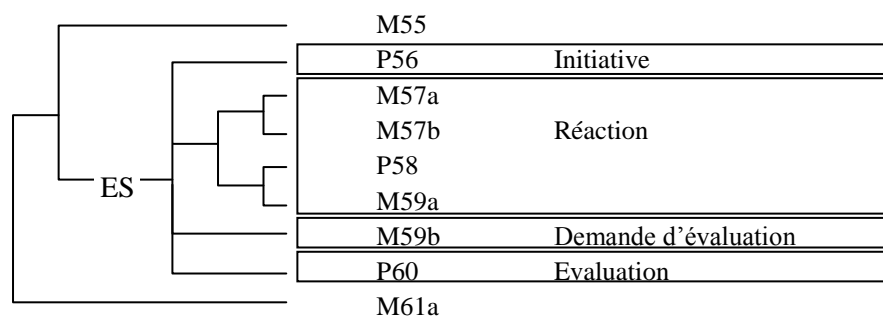 M55
P56 Initiative
M57a
M57b Réaction
P58
ES
M59a
M59b Demande d’évaluation
P60 Evaluation
M61a